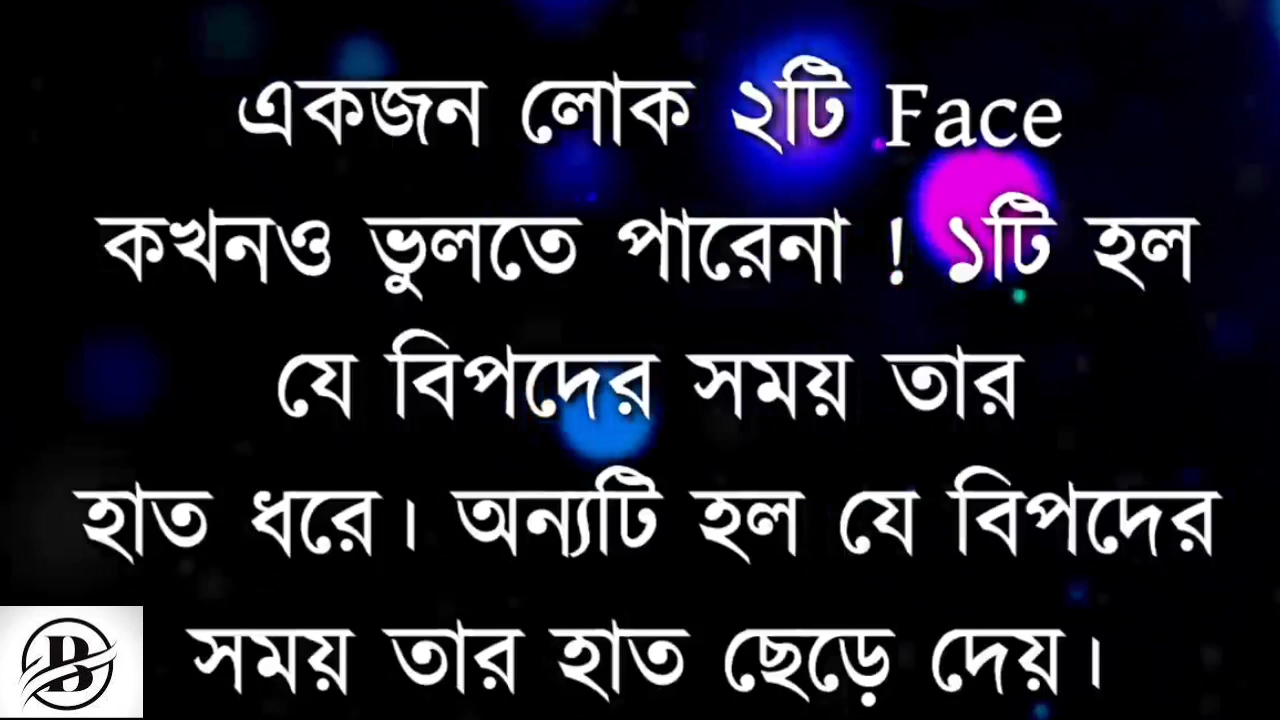 একজন লোক ২টি Face
কখনও ভুলতে পারেনা ! ১টি হল
যে বিপদের সময় তার
হাত ধরে। অন্যটি হল যে বিপদের
সময় তার হাত ছেড়ে দেয়।
B